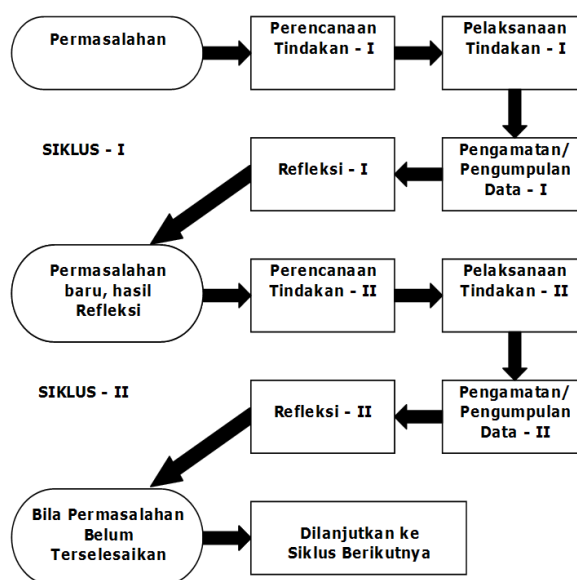 Permasalahan
Perencanaan
Tindakan - I
Pelaksanaan
Tindakan - I
SIKLUS - I
Refleksi - I
Pengamatan/
Pengumpulan
Data - I
Permasalahan
baru, hasil
Refleksi
Perencanaan
Tindakan - II
Pelaksanaan
Tindakan - II
SIKLUS - II
Refleksi - II
Pengamatan/
Pengumpulan
Data - II
Bila Permasalahan
Belum
Terselesaikan
Dilanjutkan ke
Siklus Berikutnya